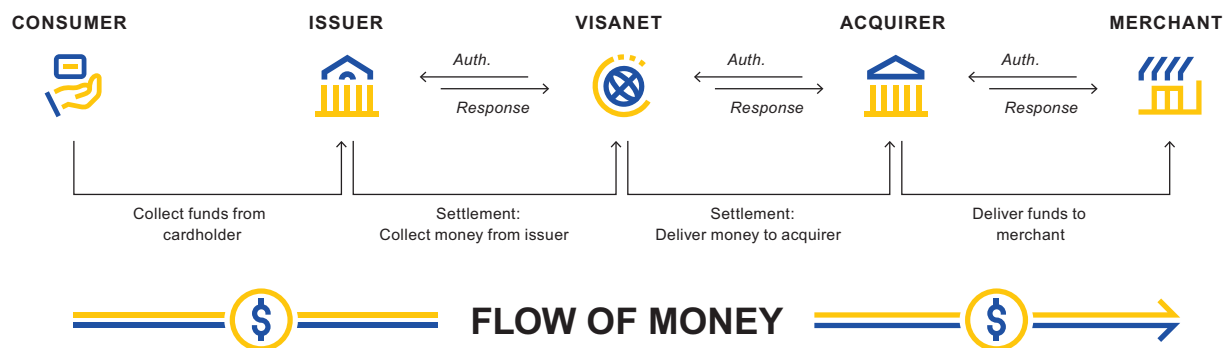 CONSUMER ISSUER VISANET ACQUIRER MERCHANT
Auth. Auth. Auth.
Response Response Response
Collect funds from
cardholder
Settlement:
Collect money from issuer
Settlement:
Deliver money to acquirer
Deliver funds to
merchant
$ FLOW OF MONEY $